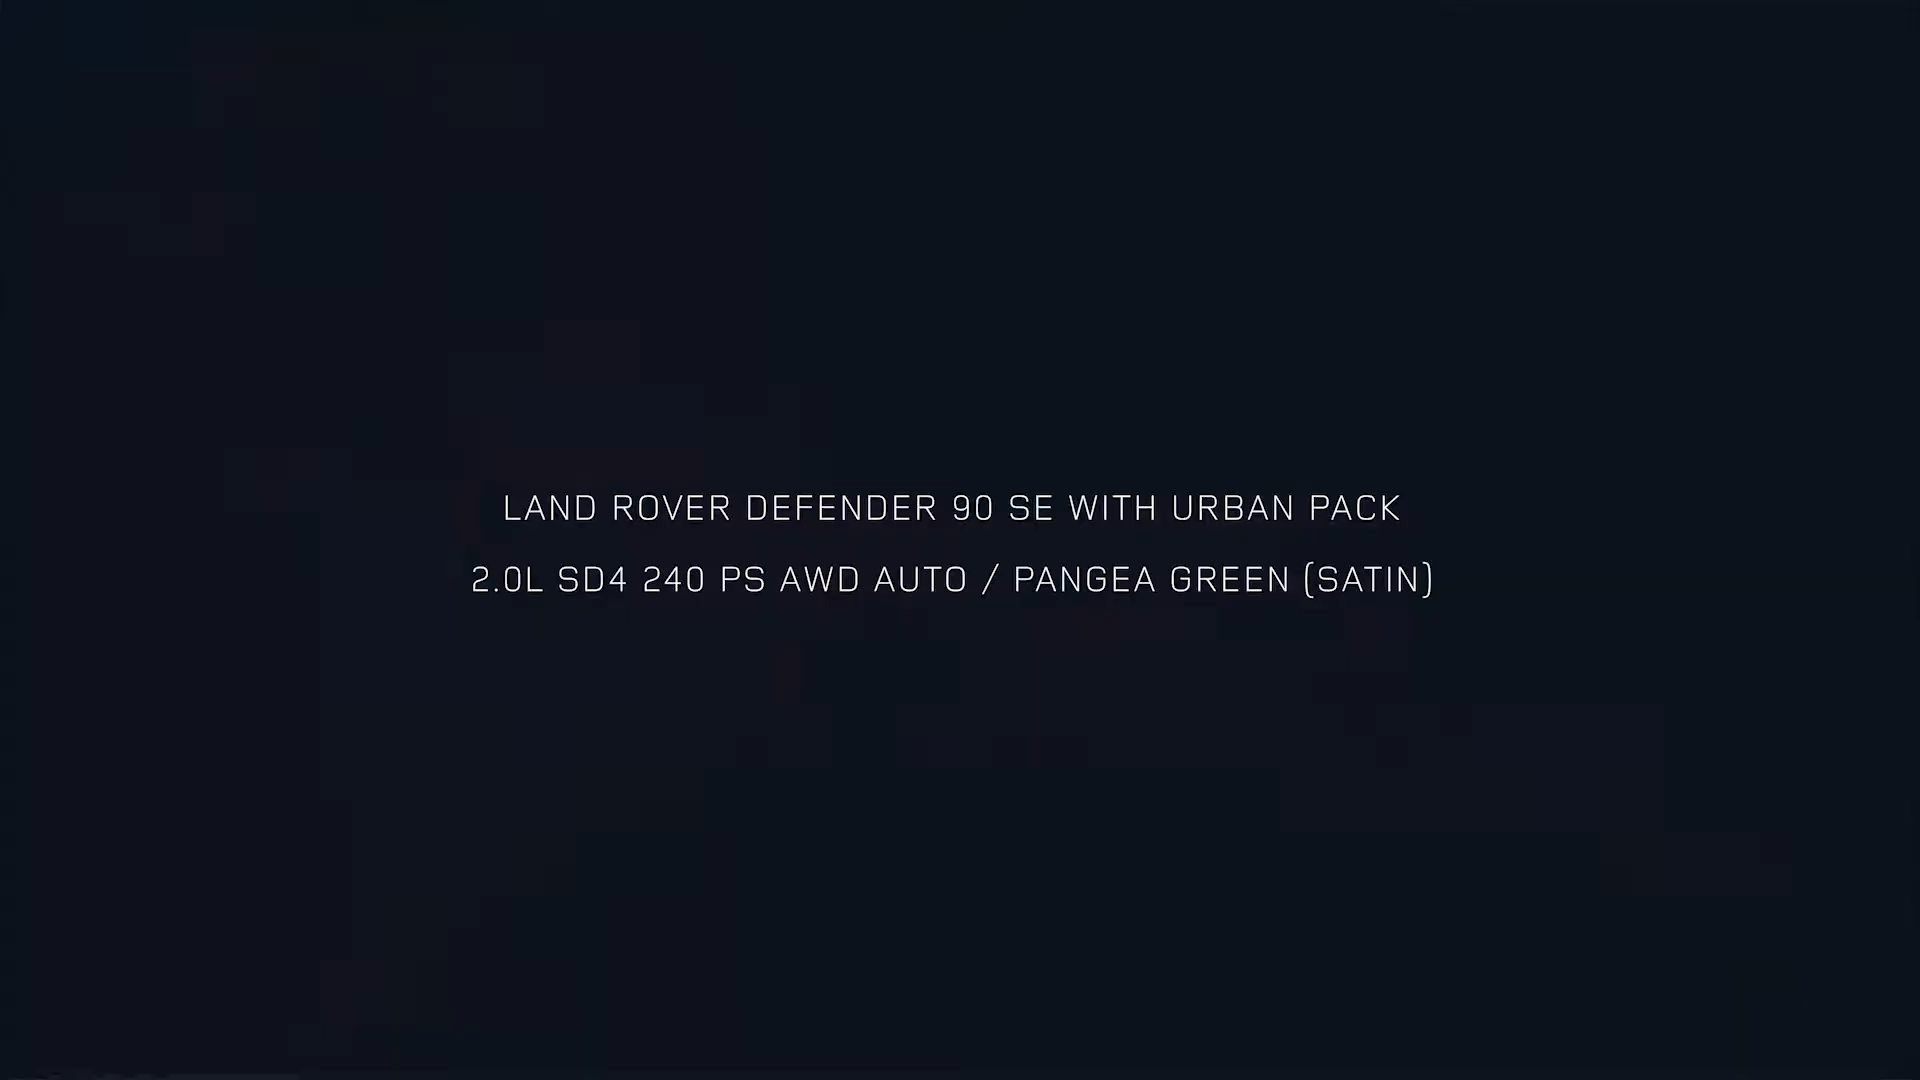 LAND ROVER DEFENDER 90 SE WITH URBAN PACK
2.0L SD4 240 PS AWD AUTO / PANGEA GREEN (SATIN)